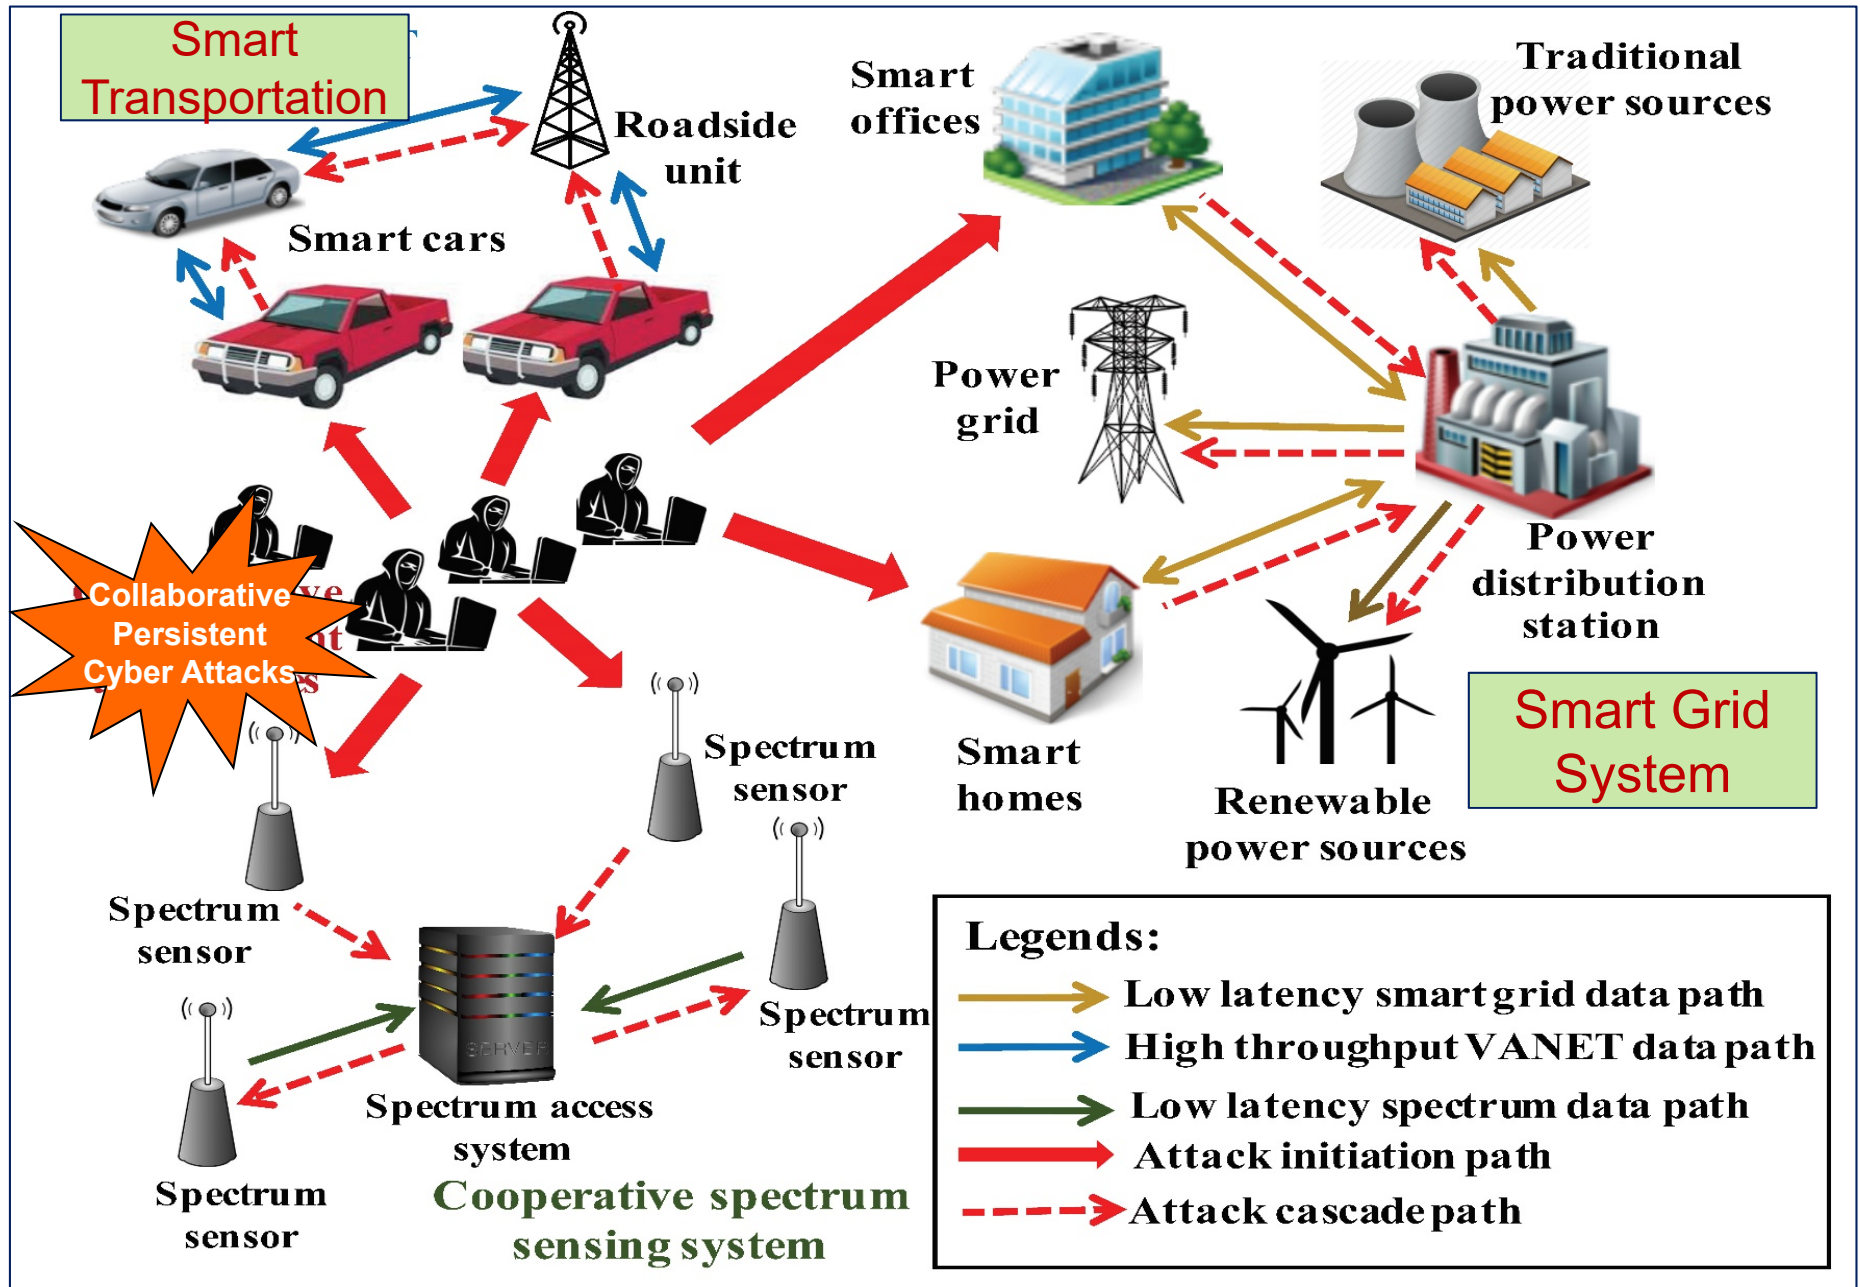 Smart
Transportation
Roadside
unit
Smart cars
Smart
offices
Traditional
power sources
Power
grid
Power
distribution
station
Collaborative
Persistent
Cyber Attacks
Smart
homes
Renewable
power sources
Smart Grid
System
Spectrum
sensor
Spectrum
sensor
Spectrum
sensor
Spectrum
sensor
SERVER
Spectrum access
system
Cooperative spectrum
sensing system
Legends:
Low latency smart grid data path
High throughput VANET data path
Low latency spectrum data path
Attack initiation path
Attack cascade path